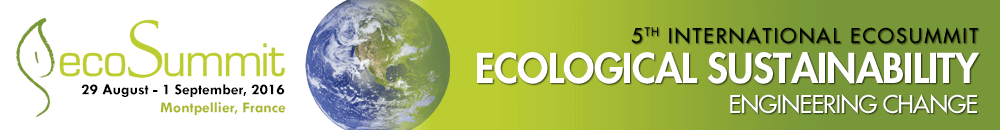 ecoSummit
29 August - 1 September, 2016
Montpellier, France
5TH INTERNATIONAL ECOSUMMIT
ECOLOGICAL SUSTAINABILITY
ENGINEERING CHANGE